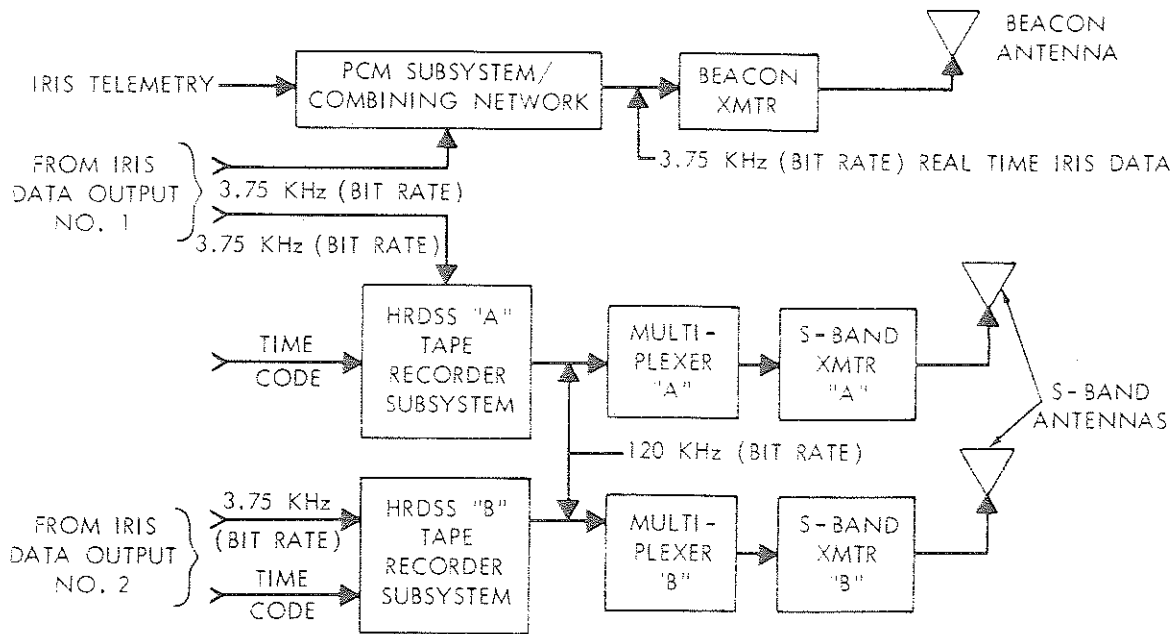 BEACON
ANTENNA
IRIS TELEMETRY
PCM SUBSYSTEM/
COMBINING NETWORK
BEACON
XMTR
3.75 KHz (BIT RATE) REAL TIME IRIS DATA
FROM IRIS
DATA OUTPUT
NO. 1
3.75 KHz (BIT RATE)
3.75 KHz (BIT RATE)
TIME
CODE
HRDSS "A"
TAPE
RECORDER
SUBSYSTEM
MULTI-
PLEXER
"A"
S-BAND
XMTR
"A"
S-BAND
ANTENNAS
120 KHz (BIT RATE)
FROM IRIS
DATA OUTPUT
NO. 2
3.75 KHz
(BIT RATE)
TIME
CODE
HRDSS "B"
TAPE
RECORDER
SUBSYSTEM
MULTI-
PLEXER
"B"
S-BAND
XMTR
"B"